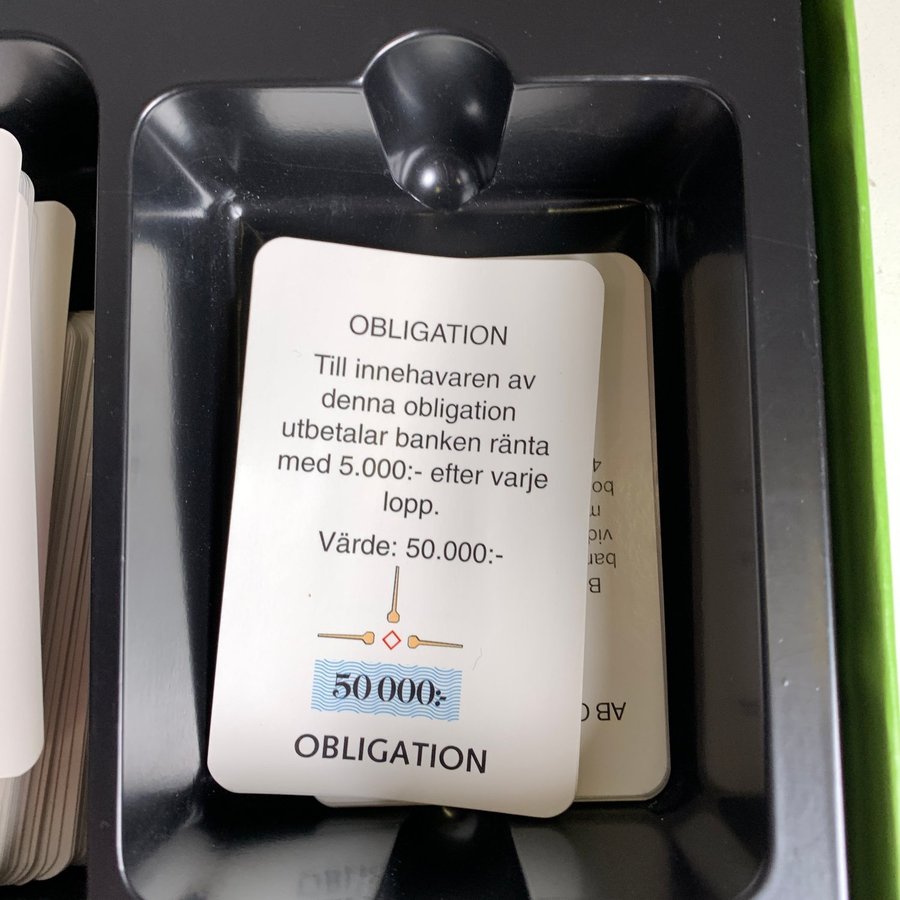 OBLIGATION
Till innehavaren av
denna obligation
utbetalar banken ränta
med 5.000:- efter varje
lopp.
Värde: 50.000:-
50 000:-
OBLIGATION
AB